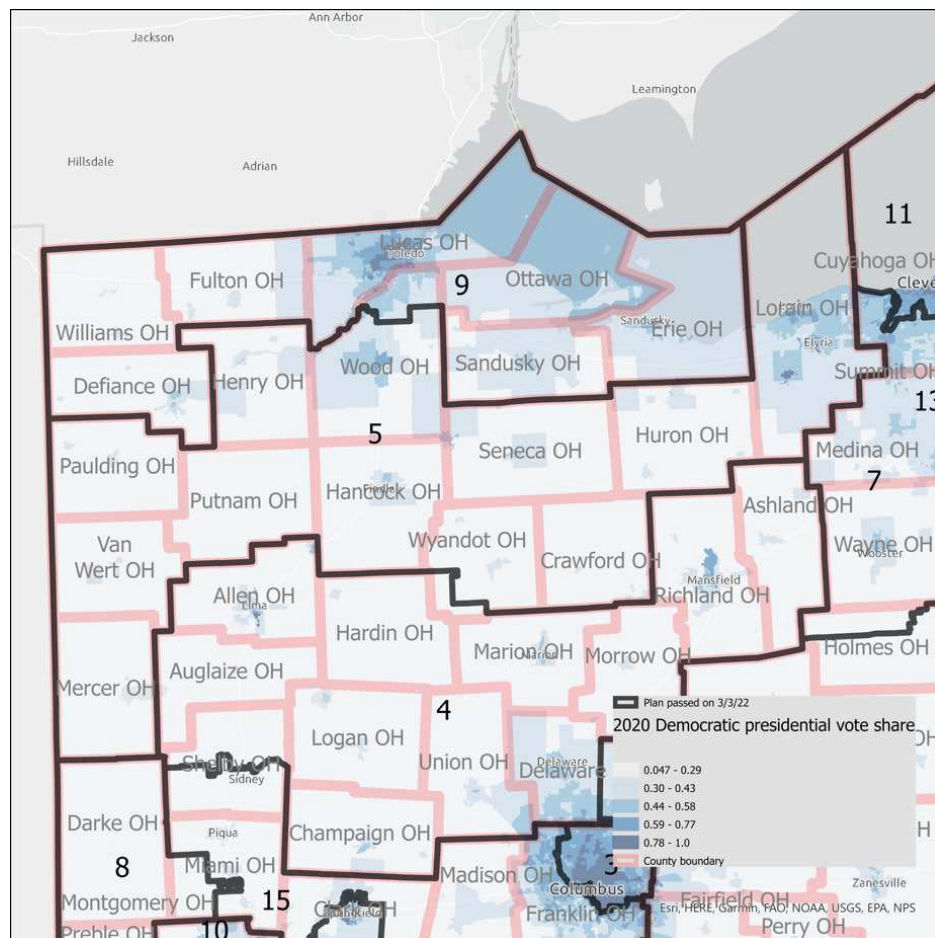 Ann Arbor
Jackson
Leamington
Hillsdale
Adrian
11
Lucas OH
Toledo
Cuyahoga OH
Fulton OH
Ottawa OH
9
Cleve
Williams OH
Sandusky
Erie OH
Lorain OH
Elyria
Wood OH
Sandusky OH
Summit OH
Defiance OH
Henry OH
13
5
Huron OH
Seneca OH
Medina OH
Paulding OH
7
Putnam OH
Hancock OH
Ashland OH
Van
Wert OH
Wyandot OH
Crawford OH
Wayne OH
Wooster
Mansfield
Richland OH
Allen OH
Lima
Hardin OH
Marion OH
Morrow OH
Holmes OH
Auglaize OH
Mercer OH
4
Plan passed on 3/3/22
2020 Democratic presidential vote share
Logan OH
Shelby OH
Sidney
Union OH
Delaware
Delaware
OH
0.047 - 0.29
0.30 - 0.43
0.44 - 0.58
0.59 - 0.77
0.78 - 1.0
County boundary
Darke OH
Piqua
Champaign OH
8
Miami OH
Madison OH
3
Columbus
Zanesville
Montgomery OH
15
Franklin OH
Fairfield OH
Esri, HERE, Garmin, FAO, NOAA, USGS, EPA, NPS
Preble OH
10
Perry OH